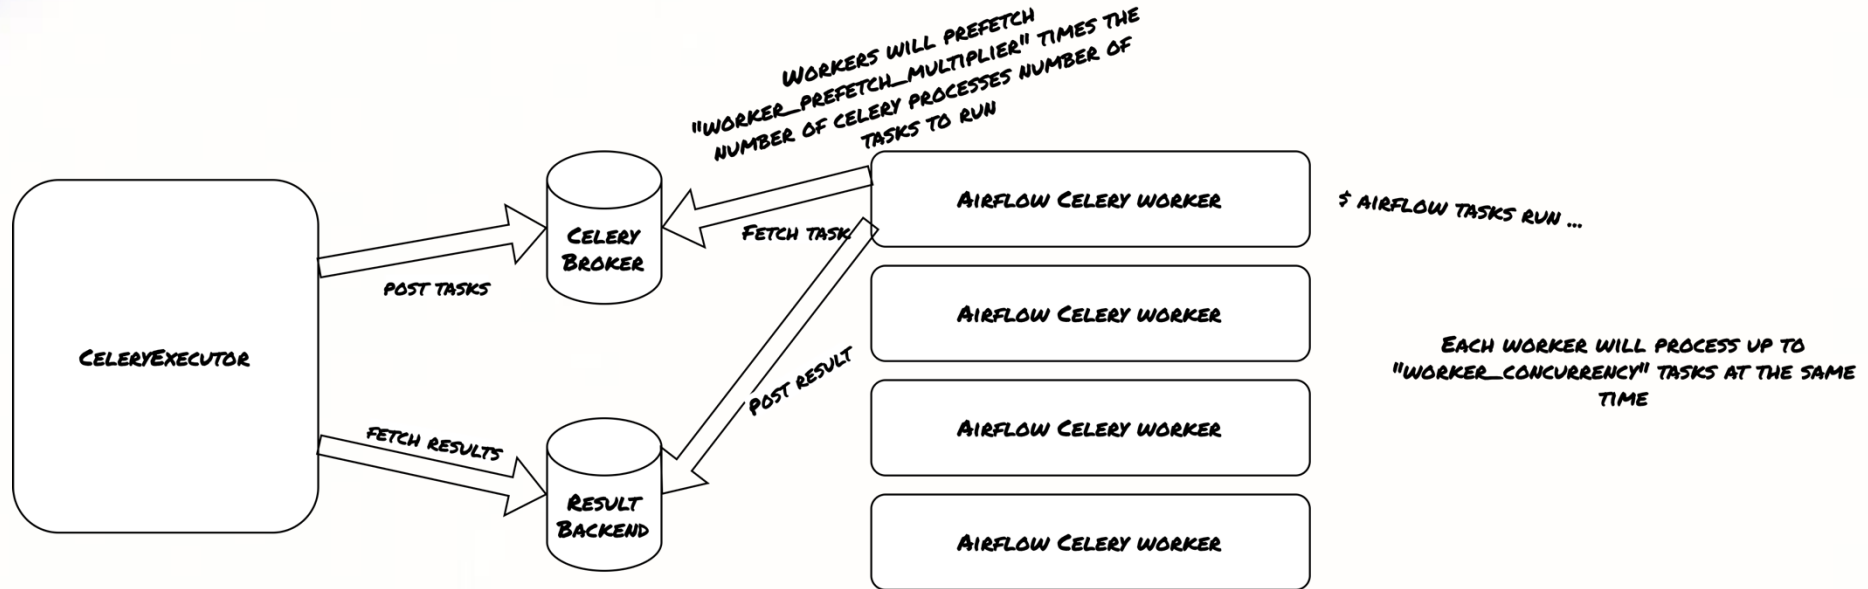 Workers will prefetch
"worker_prefetch_multiplier" times the
number of celery processes number of
tasks to run
CeleryExecutor
post tasks
fetch results
Celery
Broker
Result
Backend
Fetch task
post result
Airflow Celery worker
Airflow Celery worker
Airflow Celery worker
Airflow Celery worker
$ airflow tasks run ...
Each worker will process up to
"worker_concurrency" tasks at the same
time